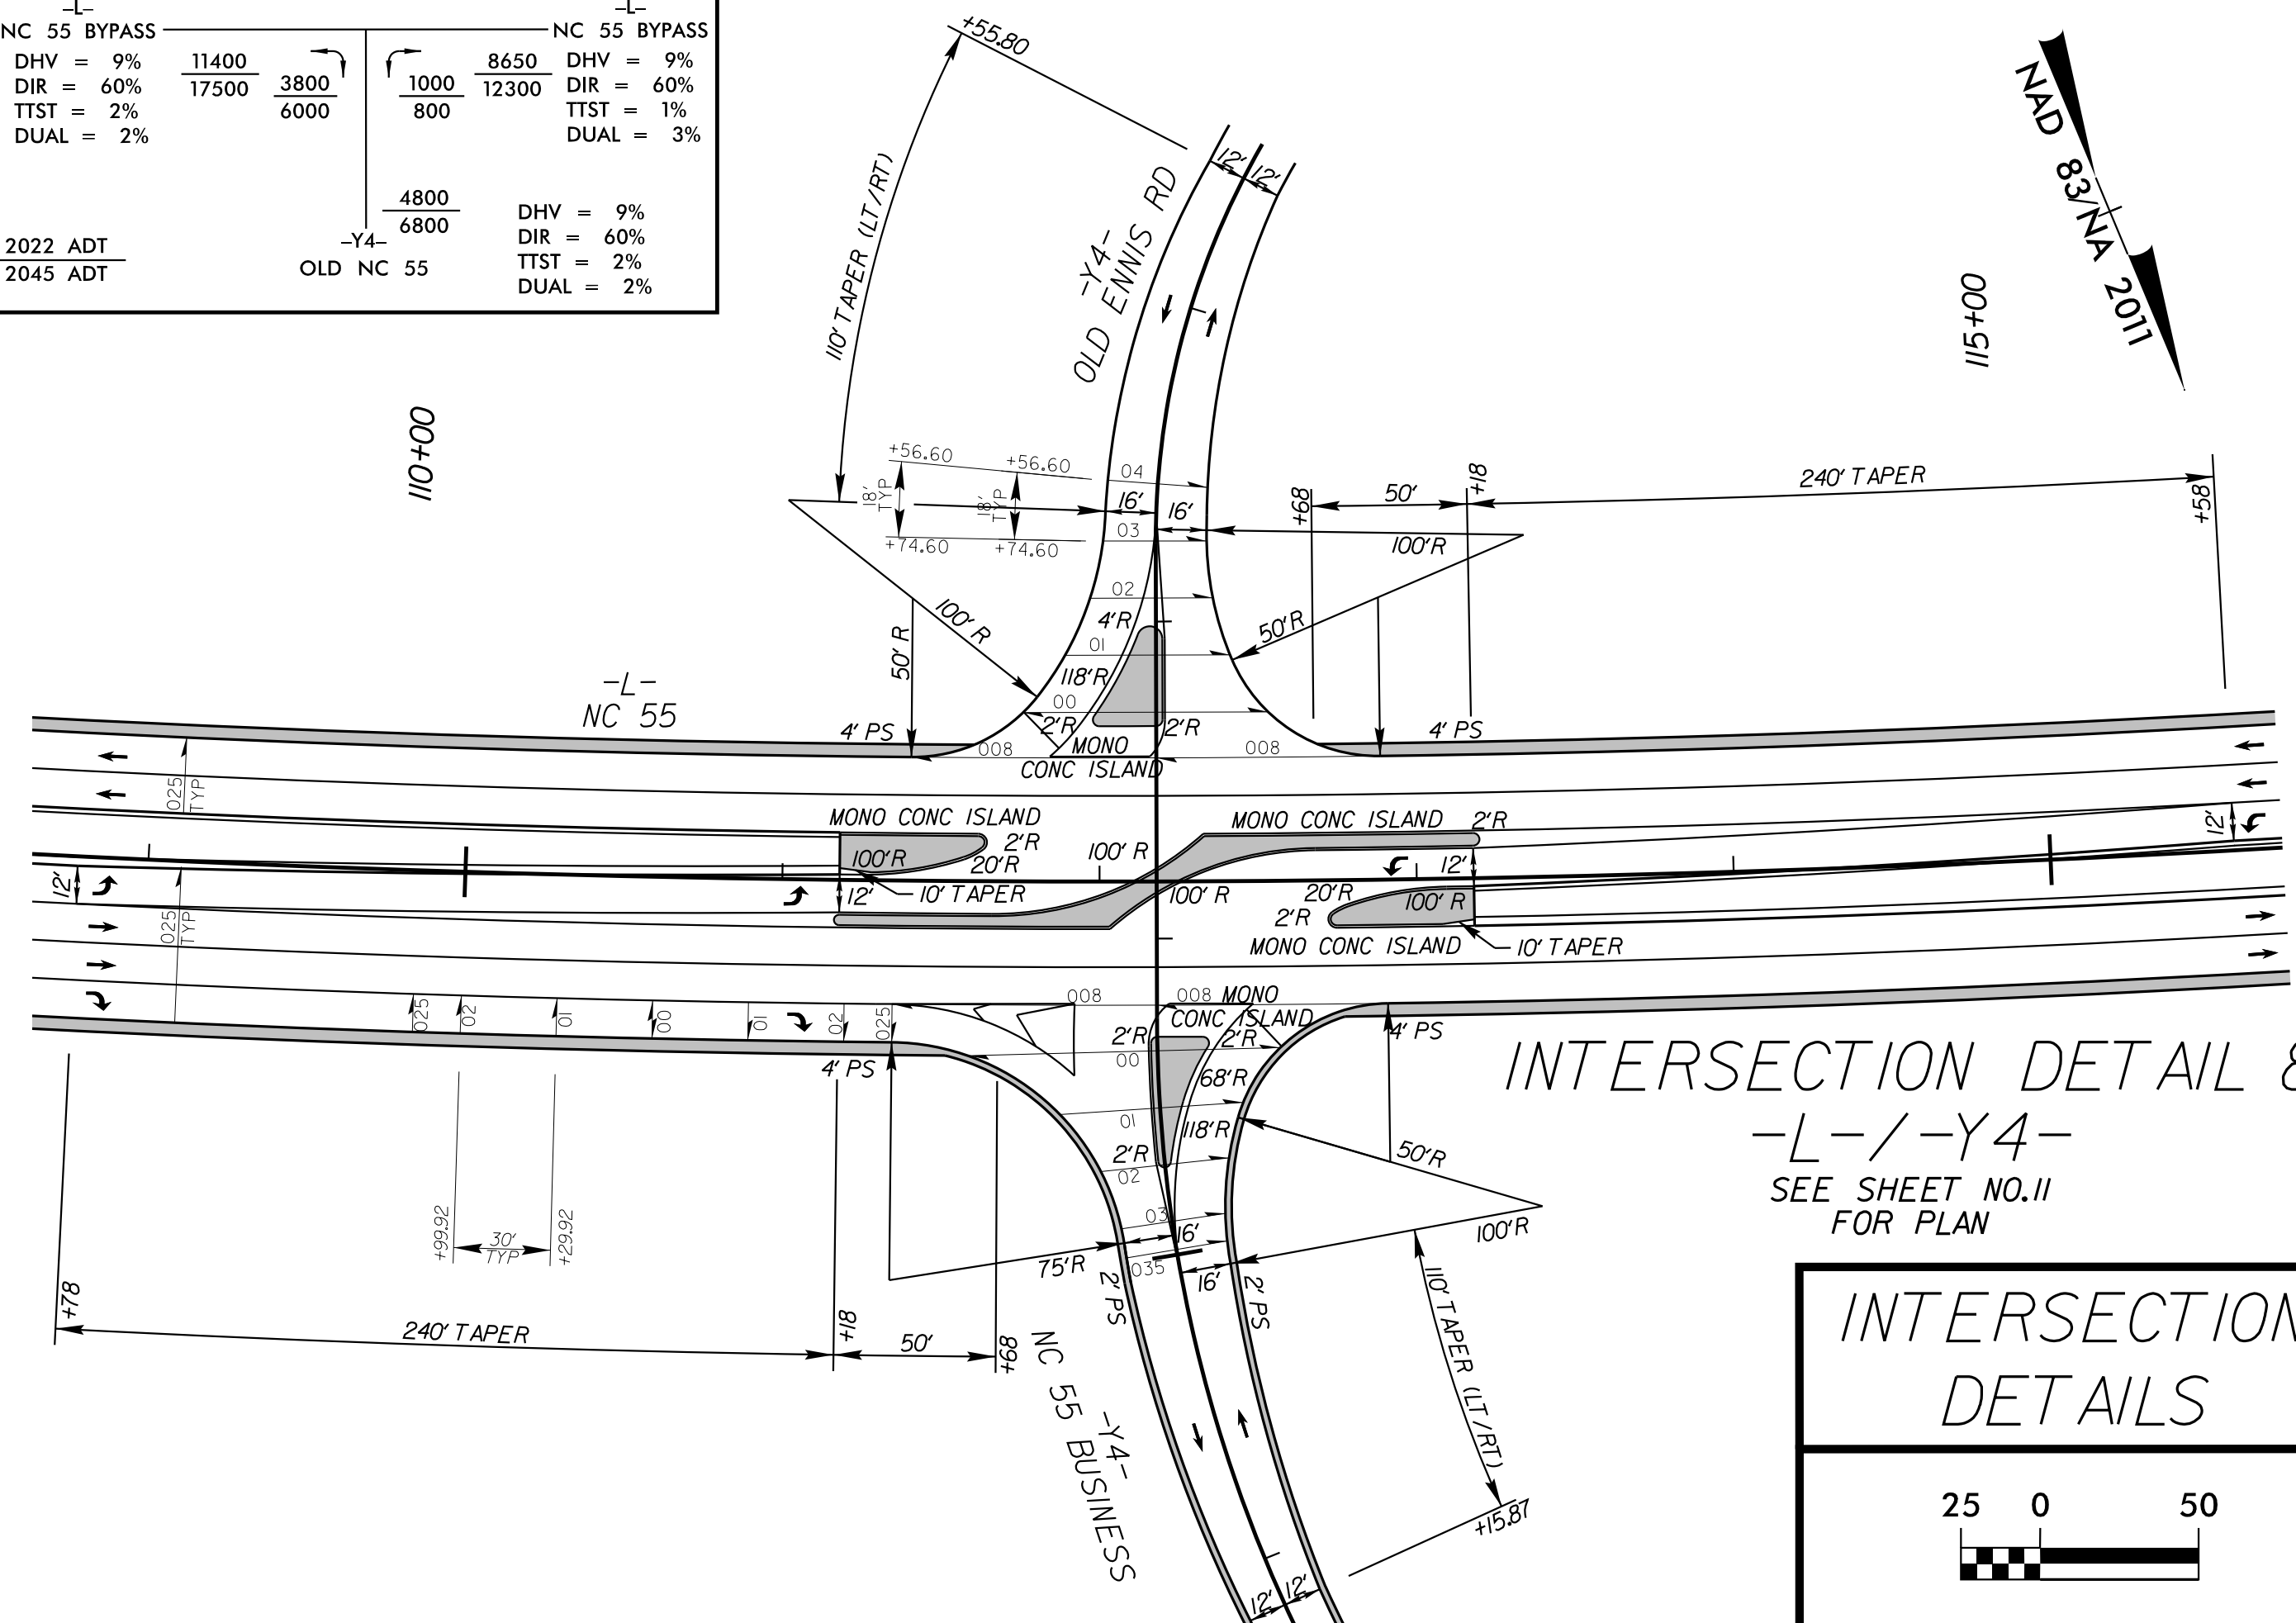 -L-
NC 55 BYPASS
DHV = 9%
DIR = 60%
TTST = 2%
DUAL = 2%
11400
17500
3800
6000
1000
800
8650
12300
-L-
NC 55 BYPASS
DHV = 9%
DIR = 60%
TTST = 1%
DUAL = 3%
4800
6800
-Y4-
OLD NC 55
DHV = 9%
DIR = 60%
TTST = 2%
DUAL = 2%
2022 ADT
2045 ADT
+55.80
110' TAPER (LT/RT)
12'
12'
-Y4-
OLD ENNIS RD
NAD 83/NA 2011
110+00
115+00
+56.60
+56.60
18'
TYP
18'
TYP
+74.60
+74.60
04
16'
16'
03
02
4'R
01
118'R
00
2'R
2'R
008
MONO
CONC ISLAND
008
100' R
50' R
100'R
50'R
+68
50'
+18
240' TAPER
+58
-L-
NC 55
4' PS
4' PS
025
TYP
MONO CONC ISLAND
2'R
100'R
20'R
10' TAPER
12'
12'
100' R
MONO CONC ISLAND
2'R
12'
12'
100' R
20'R
100' R
2'R
MONO CONC ISLAND
10' TAPER
025
TYP
025
02
01
00
01
02
025
4' PS
008
008
MONO
CONC ISLAND
2'R
2'R
00
68'R
01
118'R
2'R
02
03
16'
035
16'
4' PS
50'R
100'R
75'R
2' PS
2' PS
+99.92
30'
TYP
+29.92
+78
240' TAPER
+18
50'
+68
-Y4-
NC 55 BUSINESS
110' TAPER (LT/RT)
+15.87
12'
12'
INTERSECTION DETAIL
-L-/-Y4-
SEE SHEET NO.11
FOR PLAN
INTERSECTION
DETAILS
25 0 50